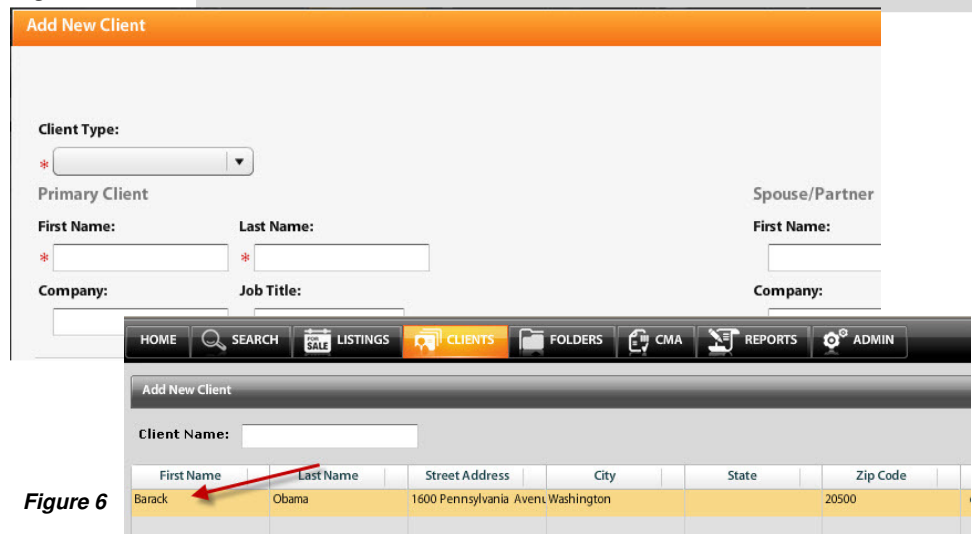 Add New Client
Client Type:
*
Primary Client
Spouse/Partner
First Name:
Last Name:
First Name:
*
*
Company:
Job Title:
Company:
HOME
SEARCH
FOR SALE
LISTINGS
CLIENTS
FOLDERS
CMA
REPORTS
ADMIN
Add New Client
Client Name:
First Name
Last Name
Street Address
City
State
Zip Code
Barack
Obama
1600 Pennsylvania Avenu
Washington
20500
Figure 6